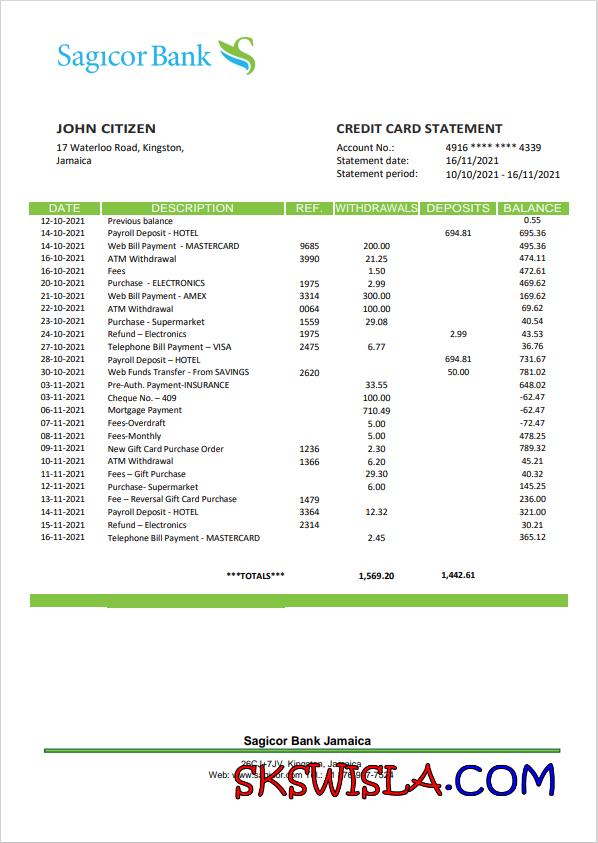 Sagicor Bank
JOHN CITIZEN
17 Waterloo Road, Kingston,
Jamaica
CREDIT CARD STATEMENT
Account No.: 4916 **** **** 4339
Statement date: 16/11/2021
Statement period: 10/10/2021 - 16/11/2021
DATE DESCRIPTION REF. WITHDRAWALS DEPOSITS BALANCE
12-10-2021 Previous balance 0.55
14-10-2021 Payroll Deposit - HOTEL 694.81 695.36
14-10-2021 Web Bill Payment - MASTERCARD 9685 200.00 495.36
16-10-2021 ATM Withdrawal 3990 21.25 474.11
16-10-2021 Fees 1.50 472.61
20-10-2021 Purchase - ELECTRONICS 1975 2.99 469.62
21-10-2021 Web Bill Payment - AMEX 3314 300.00 169.62
22-10-2021 ATM Withdrawal 0064 100.00 69.62
23-10-2021 Purchase - Supermarket 1559 29.08 40.54
24-10-2021 Refund – Electronics 1975 2.99 43.53
27-10-2021 Telephone Bill Payment – VISA 2475 6.77 36.76
28-10-2021 Payroll Deposit – HOTEL 694.81 731.67
30-10-2021 Web Funds Transfer - From SAVINGS 2620 50.00 781.02
03-11-2021 Pre-Auth. Payment-INSURANCE 33.55 648.02
03-11-2021 Cheque No. – 409 100.00 -62.47
06-11-2021 Mortgage Payment 710.49 -62.47
07-11-2021 Fees-Overdraft 5.00 -72.47
08-11-2021 Fees-Monthly 5.00 478.25
09-11-2021 New Gift Card Purchase Order 1236 2.30 789.32
10-11-2021 ATM Withdrawal 1366 6.20 45.21
11-11-2021 Fees – Gift Purchase 29.30 40.32
12-11-2021 Purchase- Supermarket 6.00 145.25
13-11-2021 Fee – Reversal Gift Card Purchase 1479 236.00
14-11-2021 Payroll Deposit - HOTEL 3364 12.32 321.00
15-11-2021 Refund – Electronics 2314 30.21
16-11-2021 Telephone Bill Payment - MASTERCARD 2.45 365.12
***TOTALS*** 1,569.20 1,442.61
Sagicor Bank Jamaica
26CJ+7JV, Kingston, Jamaica
Web: www.sagicor.com Tel.:
SKSWISLA.COM